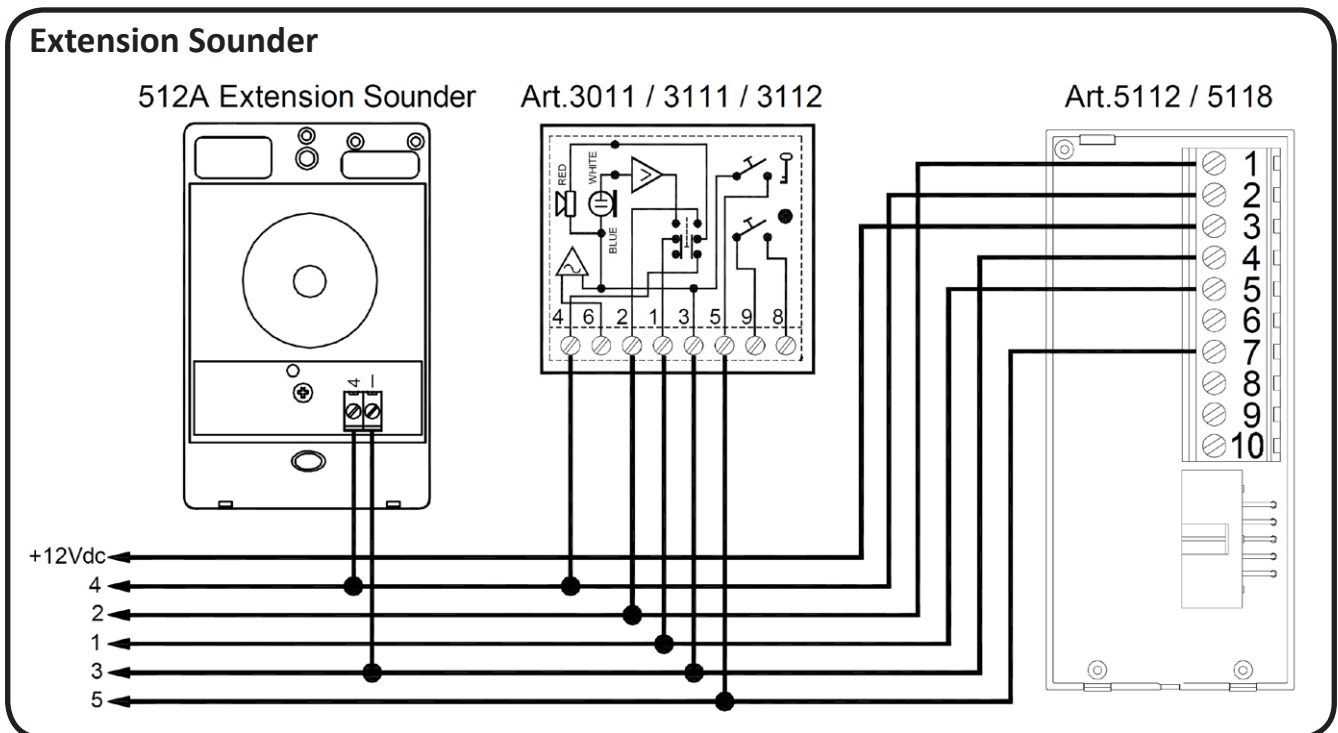 Extension Sounder
512A Extension Sounder
Art.3011 / 3111 / 3112
Art.5112 / 5118
RED
WHITE
BLUE
4 6 2 1 3 5 9 8
4 –
1
2
3
4
5
6
7
8
9
10
+12Vdc
4
2
1
3
5